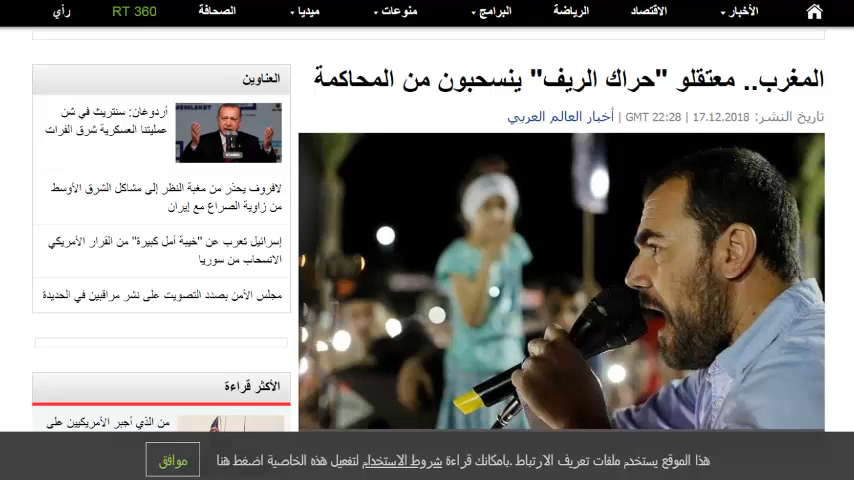 الأخبار
الاقتصاد
الرياضة
البرامج
منوعات
ميديا
الصحافة
RT 360
رأي
المغرب.. معتقلو "حراك الريف" ينسحبون من المحاكمة
تاريخ النشر: 17.12.2018 | 22:28 GMT | أخبار العالم العربي
العناوين
أردوغان: سنتريث في شن
عمليتنا العسكرية شرق الفرات
لافروف يحذر من مغبة النظر إلى مشاكل الشرق الأوسط
من زاوية الصراع مع إيران
إسرائيل تعرب عن "خيبة أمل كبيرة" من القرار الأمريكي
الانسحاب من سوريا
مجلس الأمن بصدد التصويت على نشر مراقبين في الحديدة
الأكثر قراءة
من الذي أجبر الأمريكيين على
هذا الموقع يستخدم ملفات تعريف الارتباط .بامكانك قراءة شروط الاستخدام لتفعيل هذه الخاصية اضغط هنا
موافق